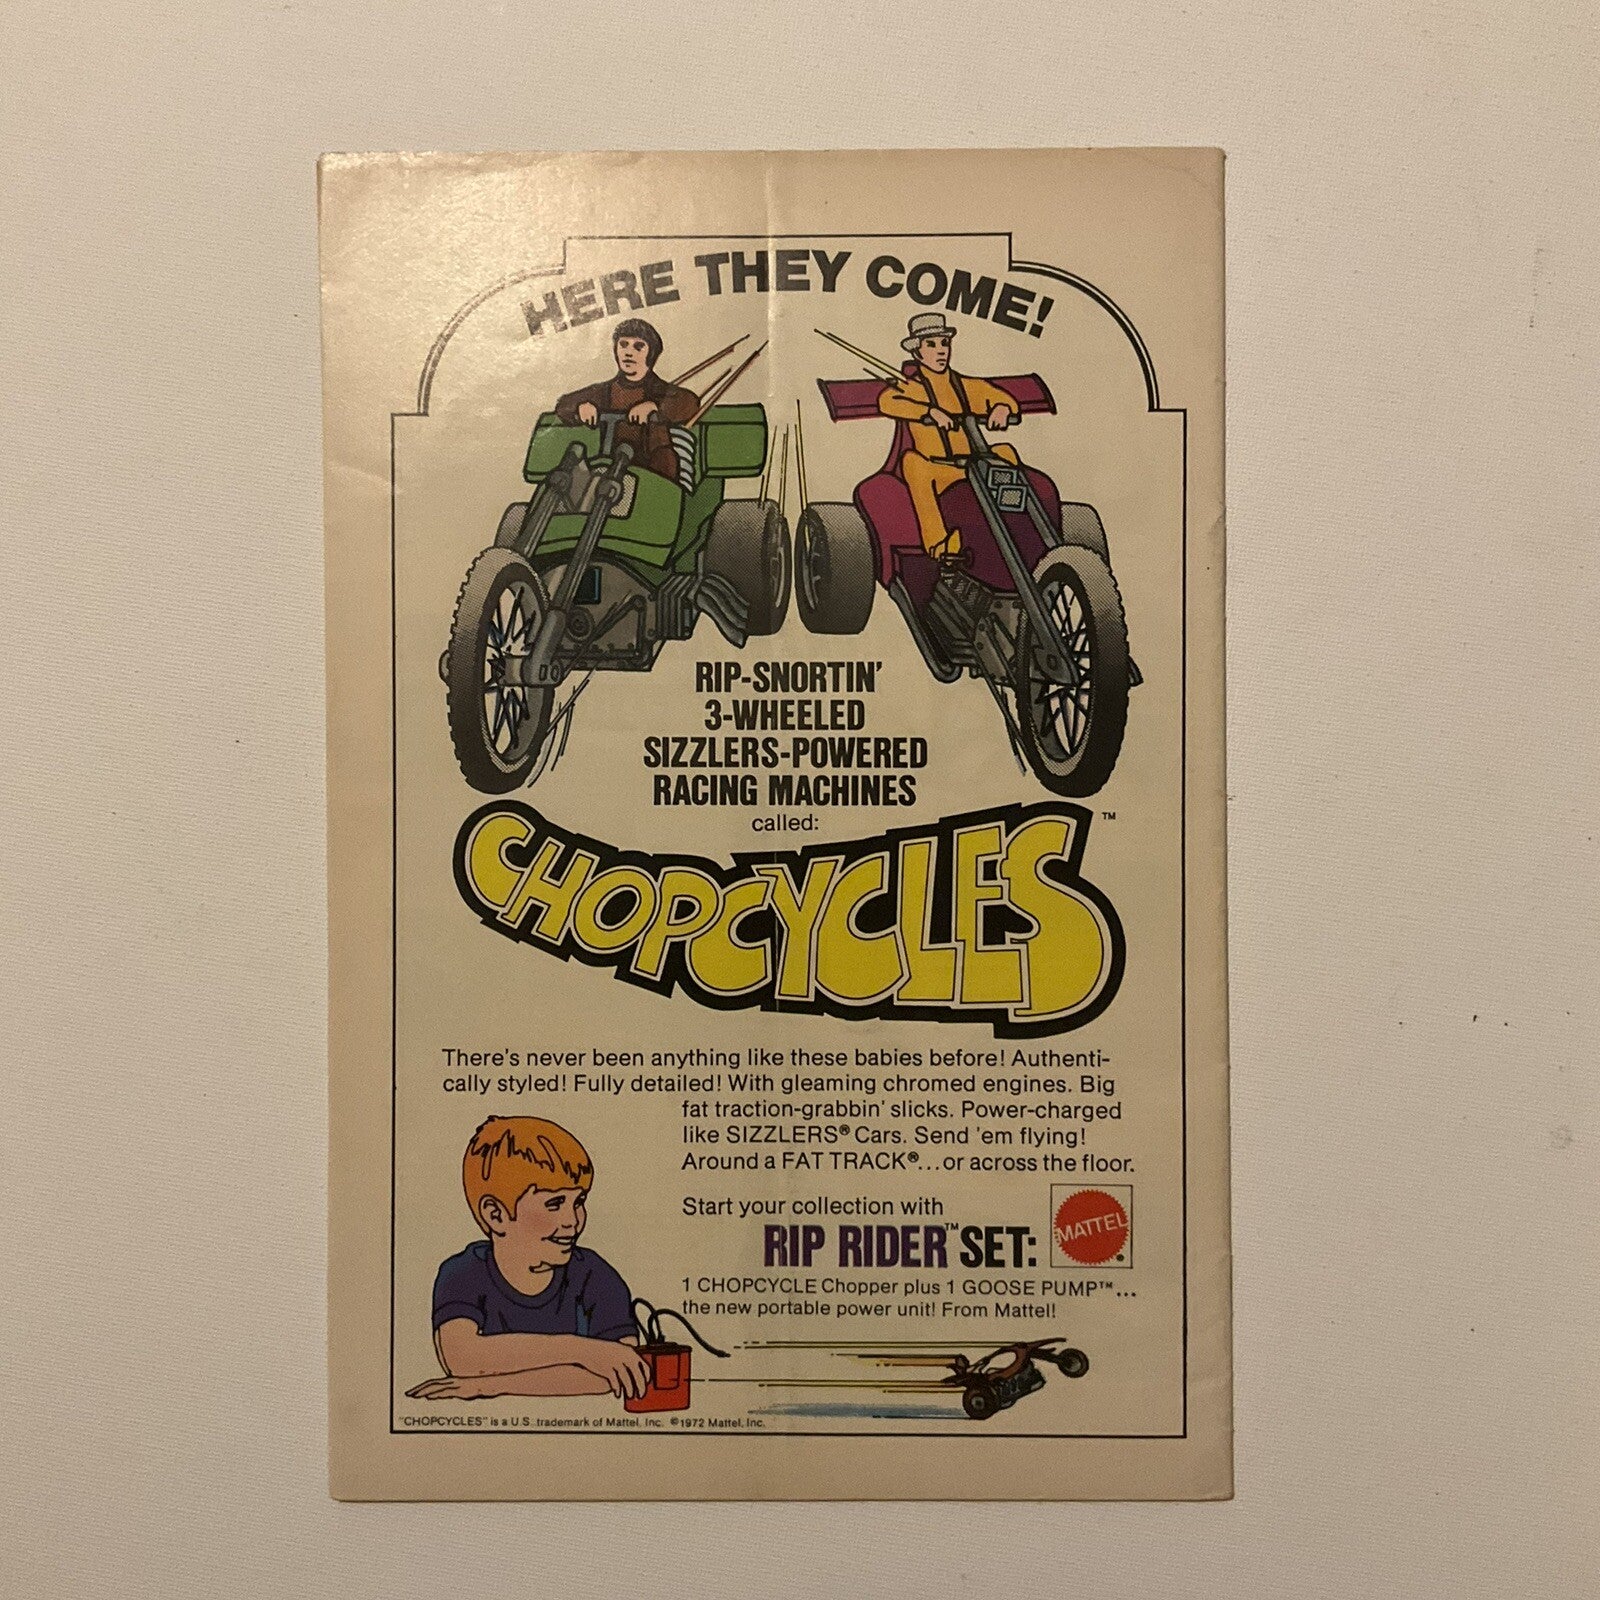 HERE THEY COME!
RIP-SNORTIN'
3-WHEELED
SIZZLERS-POWERED
RACING MACHINES
called:
CHOPCYCLES™
There's never been anything like these babies before! Authenti-
cally styled! Fully detailed! With gleaming chromed engines. Big
fat traction-grabbin' slicks. Power-charged
like SIZZLERS® Cars. Send 'em flying!
Around a FAT TRACK®...or across the floor.
Start your collection with
RIP RIDER™ SET:
MATTEL®
1 CHOPCYCLE Chopper plus 1 GOOSE PUMP™...
the new portable power unit! From Mattel!
"CHOPCYCLES" is a U.S. trademark of Mattel, Inc. ©1972 Mattel, Inc.